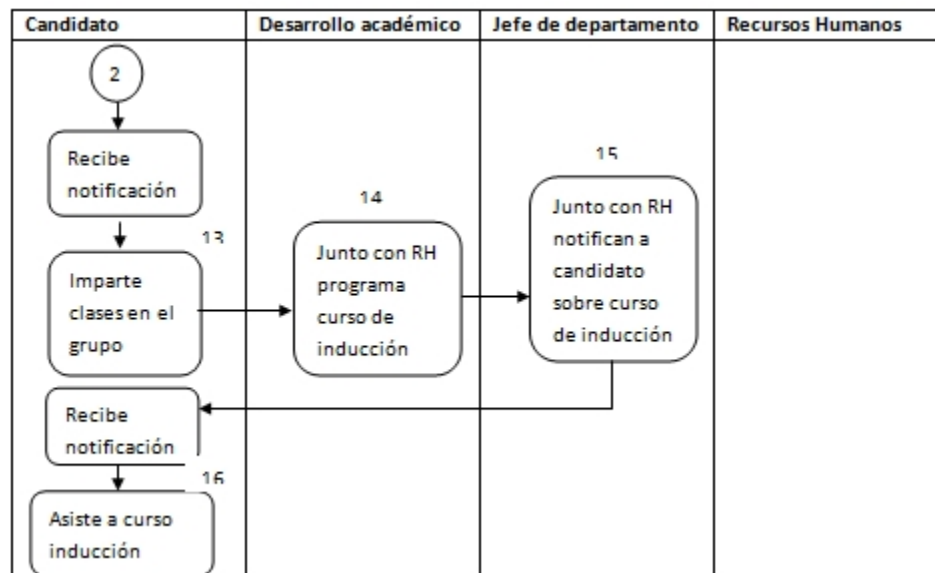 Candidato
Desarrollo académico
Jefe de departamento
Recursos Humanos
2
Recibe
notificación
13
Imparte
clases en el
grupo
14
Junto con RH
programa
curso de
inducción
15
Junto con RH
notifican a
candidato
sobre curso
de inducción
Recibe
notificación
16
Asiste a curso
inducción